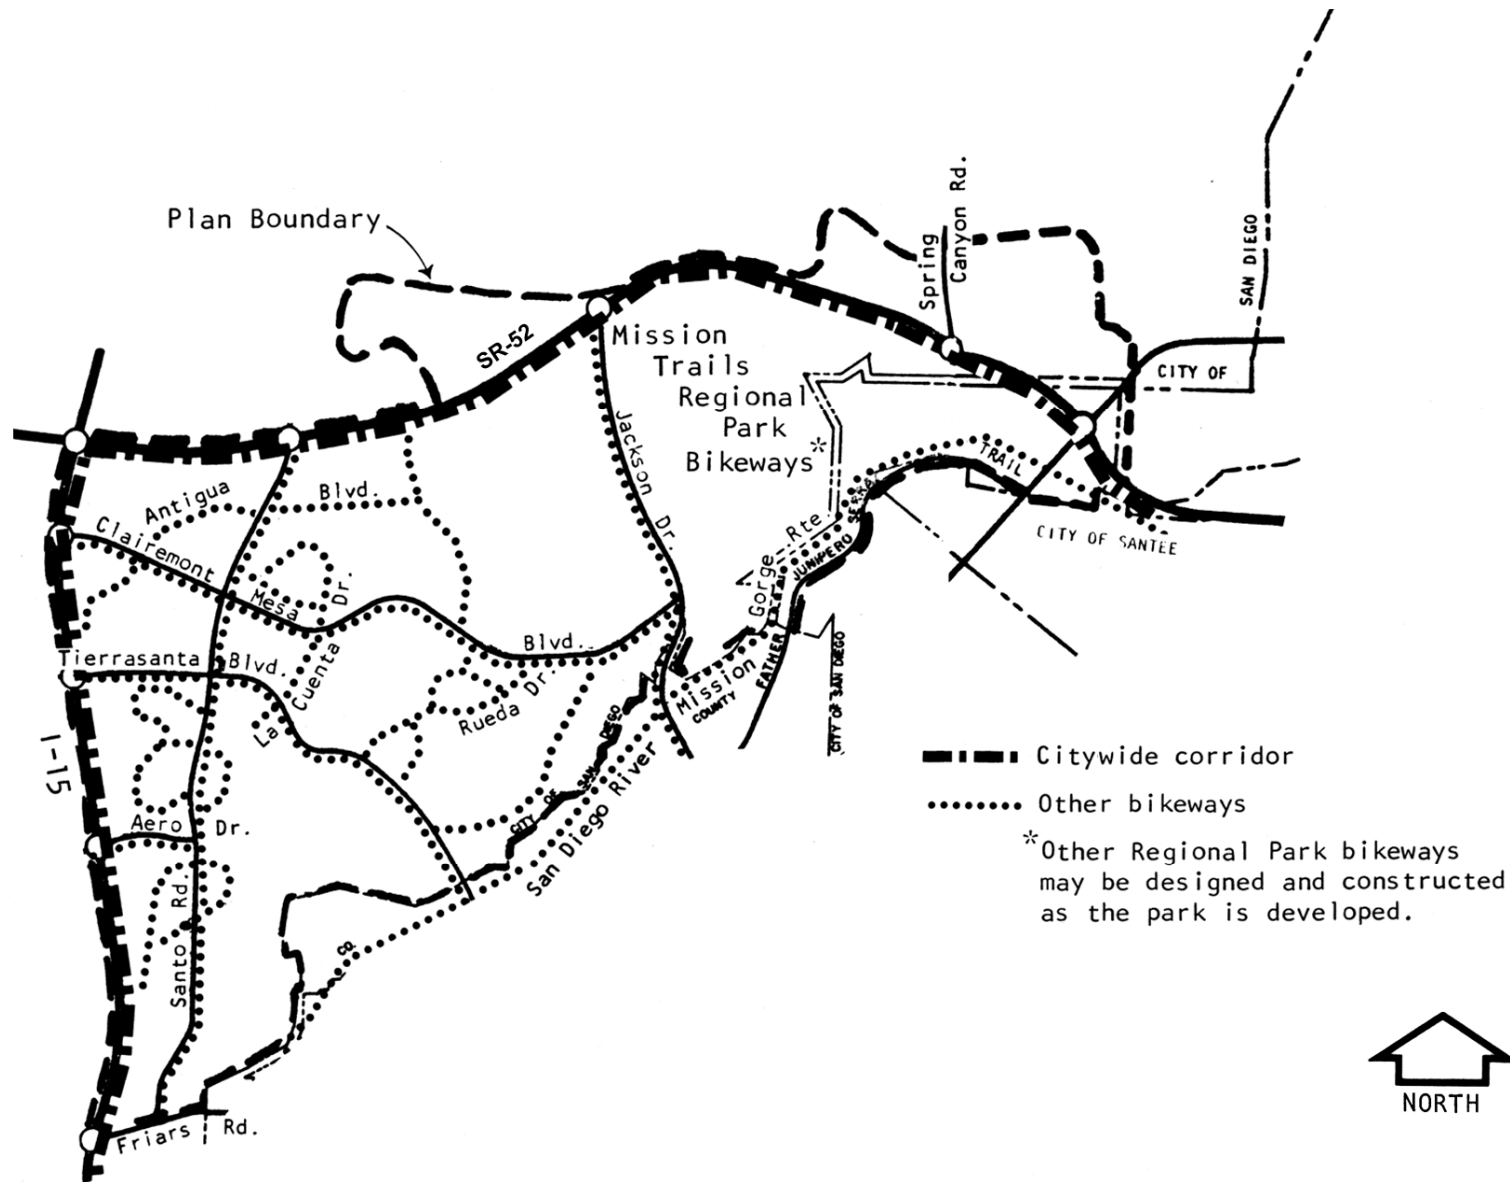 Plan Boundary
Spring
Canyon Rd.
SAN DIEGO
SR-52
Mission
Trails
Regional
Park
Bikeways*
CITY OF
Jackson Dr.
TRAIL
Antigua Blvd.
Clairemont Mesa Blvd.
SERRA
Gorge Rte.
JUNIPERO
CITY OF SANTEE
Tierrasanta Blvd.
La Cuenta Dr.
Rueda Dr.
Mission
COUNTY
FATHER
CITY OF SAN DIEGO
I-15
CITY OF SAN DIEGO
San Diego River
Citywide corridor
Other bikeways
Aero Dr.
*Other Regional Park bikeways
may be designed and constructed
as the park is developed.
Santo Rd.
CO.
NORTH
Friars Rd.